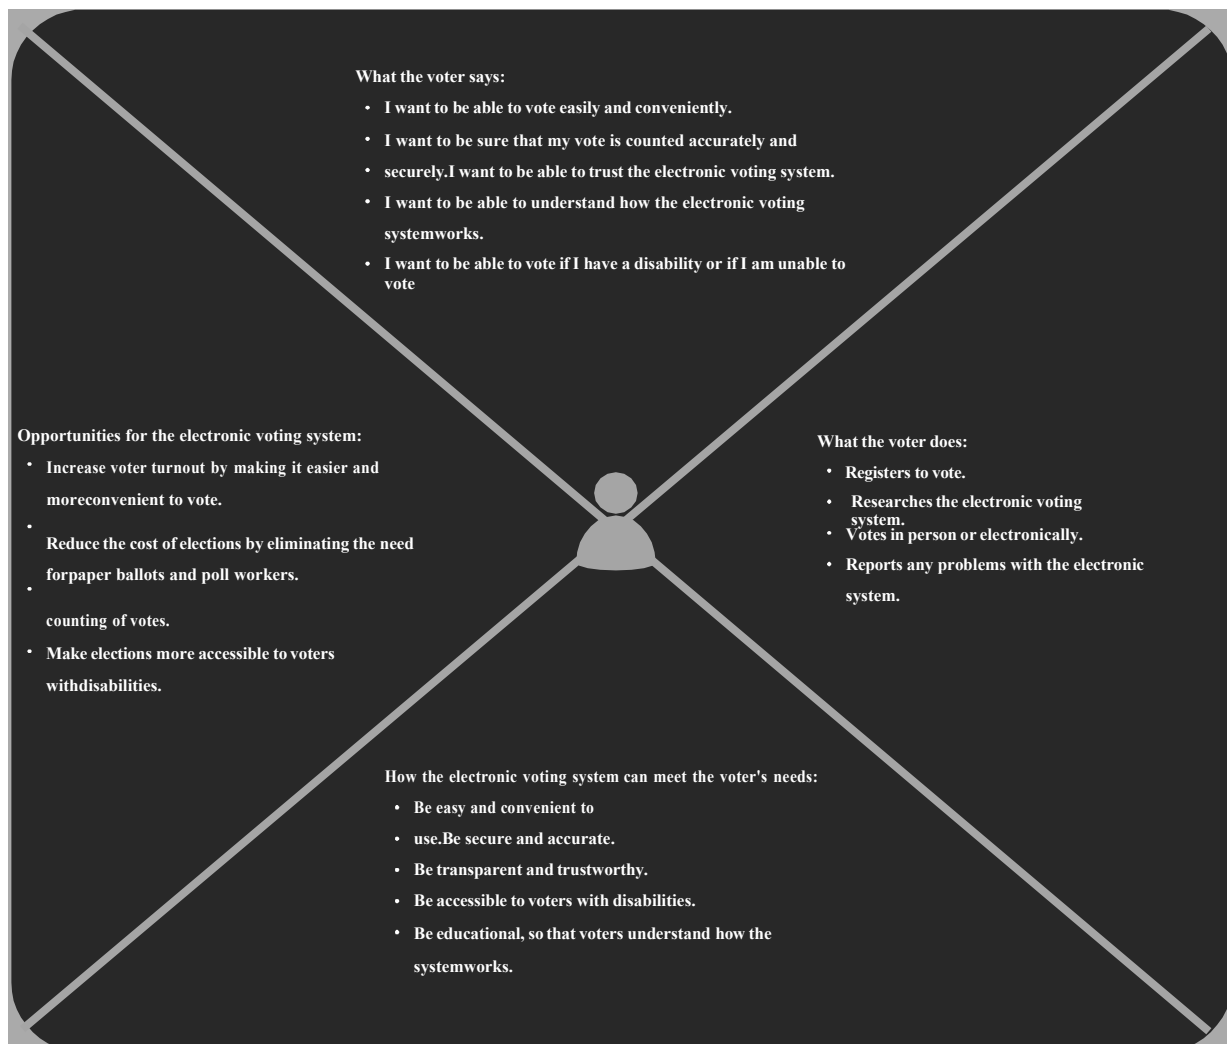 What the voter says:
• I want to be able to vote easily and conveniently.
• I want to be sure that my vote is counted accurately and
• securely.I want to be able to trust the electronic voting system.
• I want to be able to understand how the electronic voting
systemworks.
• I want to be able to vote if I have a disability or if I am unable to
vote
Opportunities for the electronic voting system:
• Increase voter turnout by making it easier and
moreconvenient to vote.
•
Reduce the cost of elections by eliminating the need
forpaper ballots and poll workers.
•
counting of votes.
• Make elections more accessible to voters
withdisabilities.
What the voter does:
• Registers to vote.
• Researches the electronic voting
system.
• Votes in person or electronically.
• Reports any problems with the electronic
system.
How the electronic voting system can meet the voter's needs:
• Be easy and convenient to
• use.Be secure and accurate.
• Be transparent and trustworthy.
• Be accessible to voters with disabilities.
• Be educational, so that voters understand how the
systemworks.